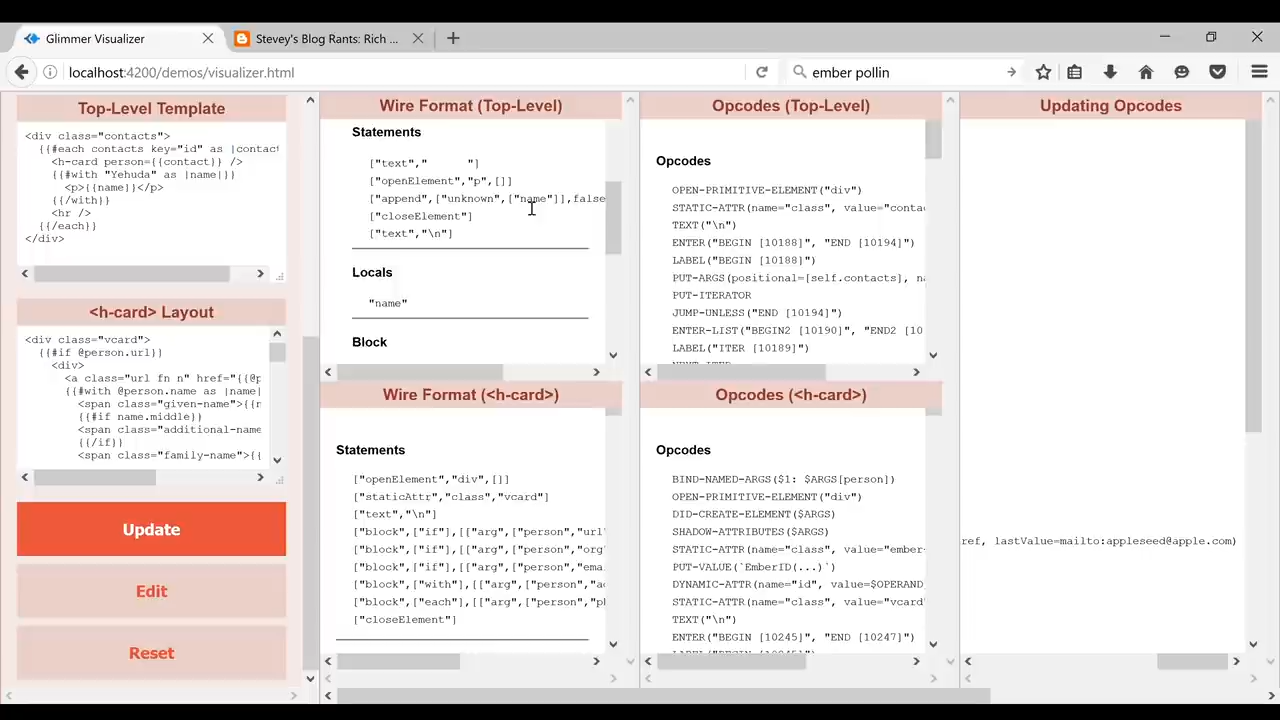 Glimmer Visualizer
Stevey's Blog Rants: Rich ...
localhost:4200/demos/visualizer.html
ember pollin
Top-Level Template
<div class="contacts">
{{#each contacts key="id" as |contact
<h-card person={{contact}} />
{{#with "Yehuda" as |name|}}
<p>{{name}}</p>
{{/with}}
<hr />
{{/each}}
</div>
<h-card> Layout
<div class="vcard">
{{#if @person.url}}
<div>
<a class="url fn n" href="{{@p
{{#with @person.name as |name|
<span class="given-name">{{n
{{#if name.middle}}
<span class="additional-name
{{/if}}
<span class="family-name">{{
Update
Edit
Reset
Wire Format (Top-Level)
Statements
["text","      "]
["openElement","p",[]]
["append",["unknown",["name"]],false
["closeElement"]
["text","\n"]
Locals
"name"
Block
Wire Format (<h-card>)
Statements
["openElement","div",[]]
["staticAttr","class","vcard"]
["text","\n"]
["block",["if"],[["arg",["person","url
["block",["if"],[["arg",["person","org
["block",["if"],[["arg",["person","ema
["block",["with"],[["arg",["person","ad
["block",["each"],[["arg",["person","ph
["closeElement"]
Opcodes (Top-Level)
Opcodes
OPEN-PRIMITIVE-ELEMENT("div")
STATIC-ATTR(name="class", value="contac
TEXT("\n")
ENTER("BEGIN [10188]", "END [10194]")
LABEL("BEGIN [10188]")
PUT-ARGS(positional=[self.contacts], na
PUT-ITERATOR
JUMP-UNLESS("END [10194]")
ENTER-LIST("BEGIN2 [10190]", "END2 [10
LABEL("ITER [10189]")
NEXT-ITER
Opcodes (<h-card>)
Opcodes
BIND-NAMED-ARGS($1: $ARGS[person])
OPEN-PRIMITIVE-ELEMENT("div")
DID-CREATE-ELEMENT($ARGS)
SHADOW-ATTRIBUTES($ARGS)
STATIC-ATTR(name="class", value="ember-
PUT-VALUE(`EmberID(...)`)
DYNAMIC-ATTR(name="id", value=$OPERAND
STATIC-ATTR(name="class", value="vcard"
TEXT("\n")
ENTER("BEGIN [10245]", "END [10247]")
LABEL("BEGIN [10245]")
Updating Opcodes
ref, lastValue=mailto:appleseed@apple.com)